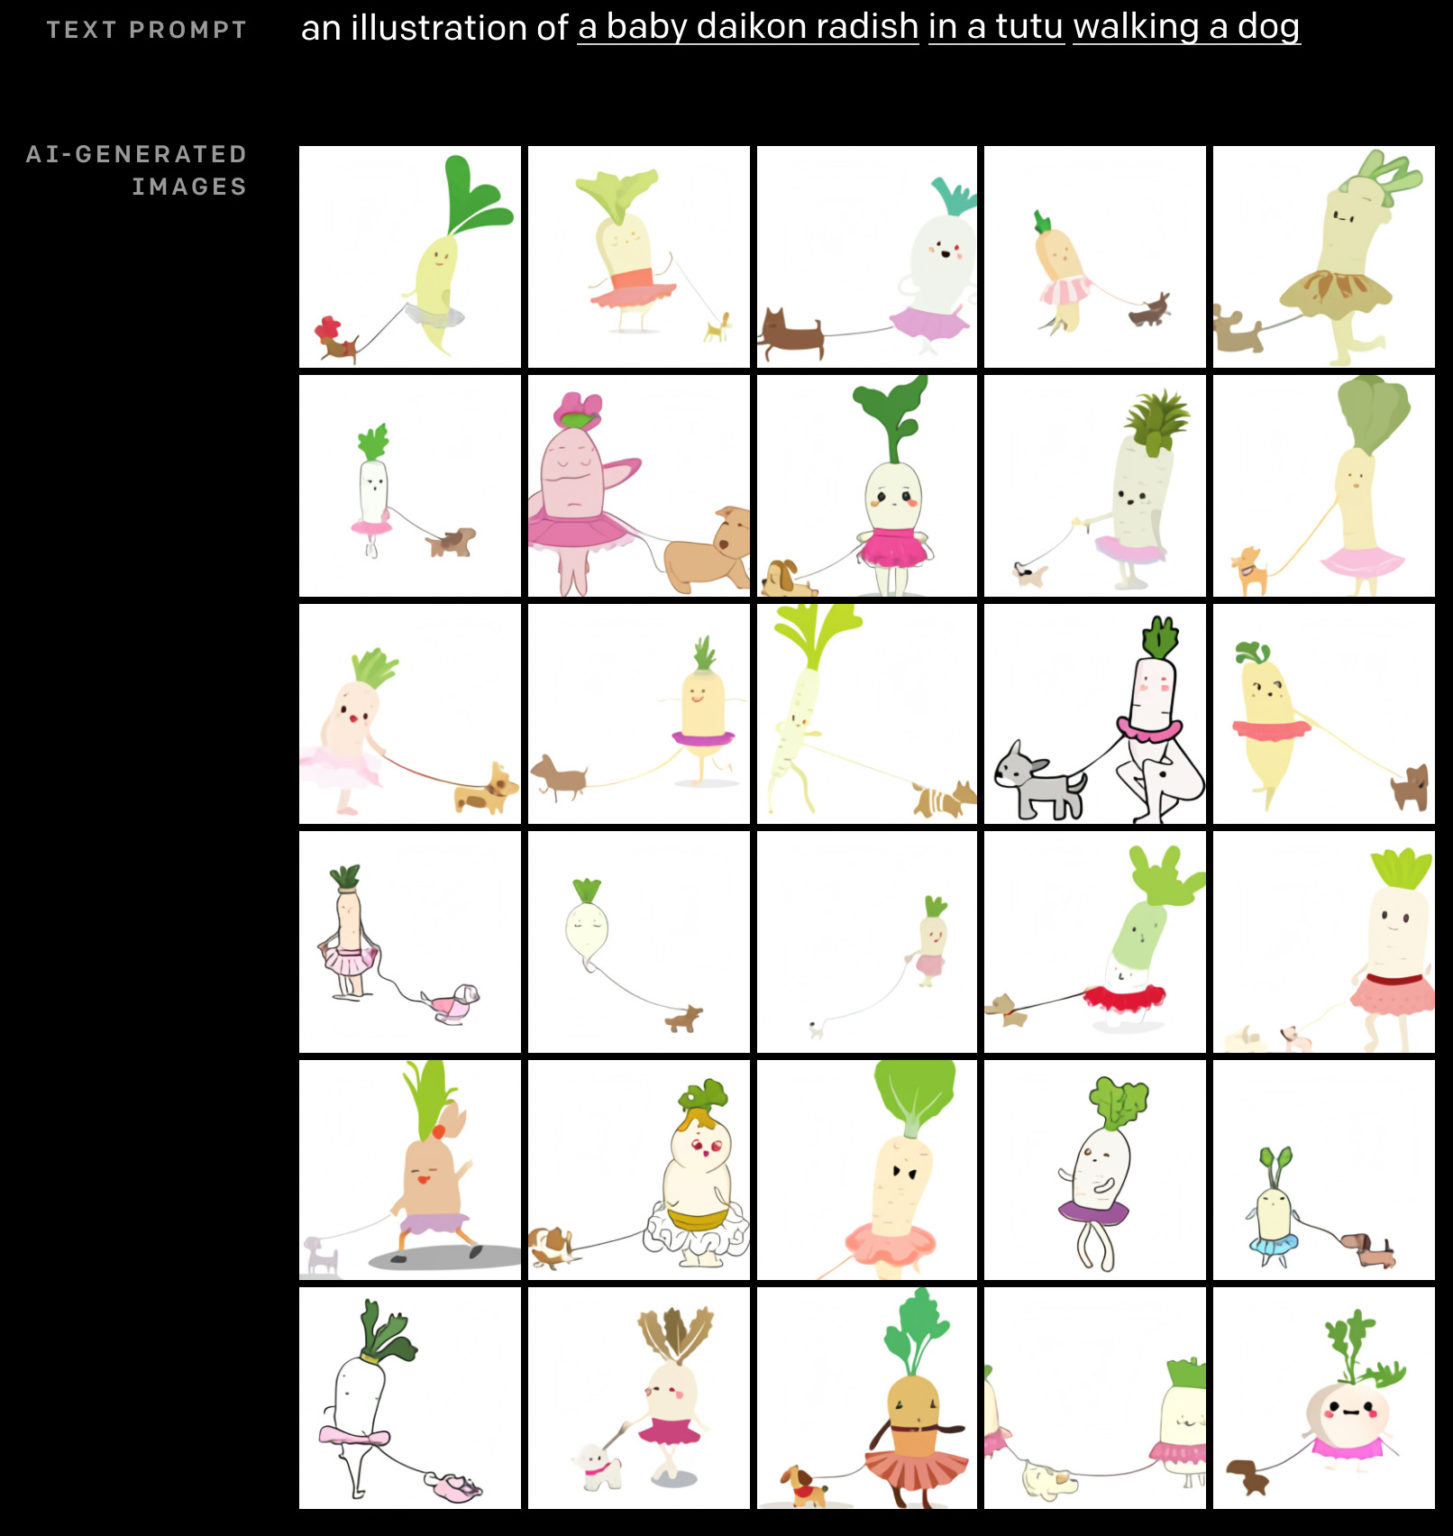 TEXT PROMPT an illustration of a baby daikon radish in a tutu walking a dog
AI-GENERATED
IMAGES